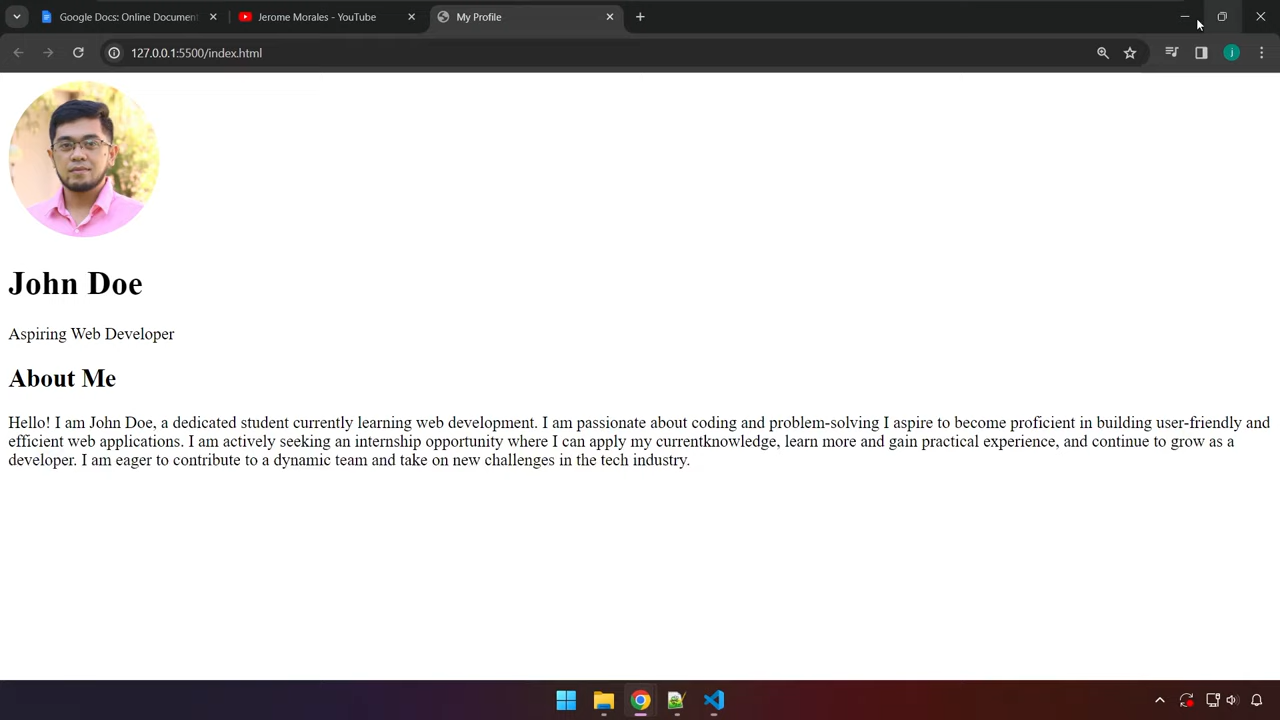 Google Docs: Online Document
Jerome Morales - YouTube
My Profile
127.0.0.1:5500/index.html
j
John Doe
Aspiring Web Developer
About Me
Hello! I am John Doe, a dedicated student currently learning web development. I am passionate about coding and problem-solving I aspire to become proficient in building user-friendly and
efficient web applications. I am actively seeking an internship opportunity where I can apply my currentknowledge, learn more and gain practical experience, and continue to grow as a
developer. I am eager to contribute to a dynamic team and take on new challenges in the tech industry.